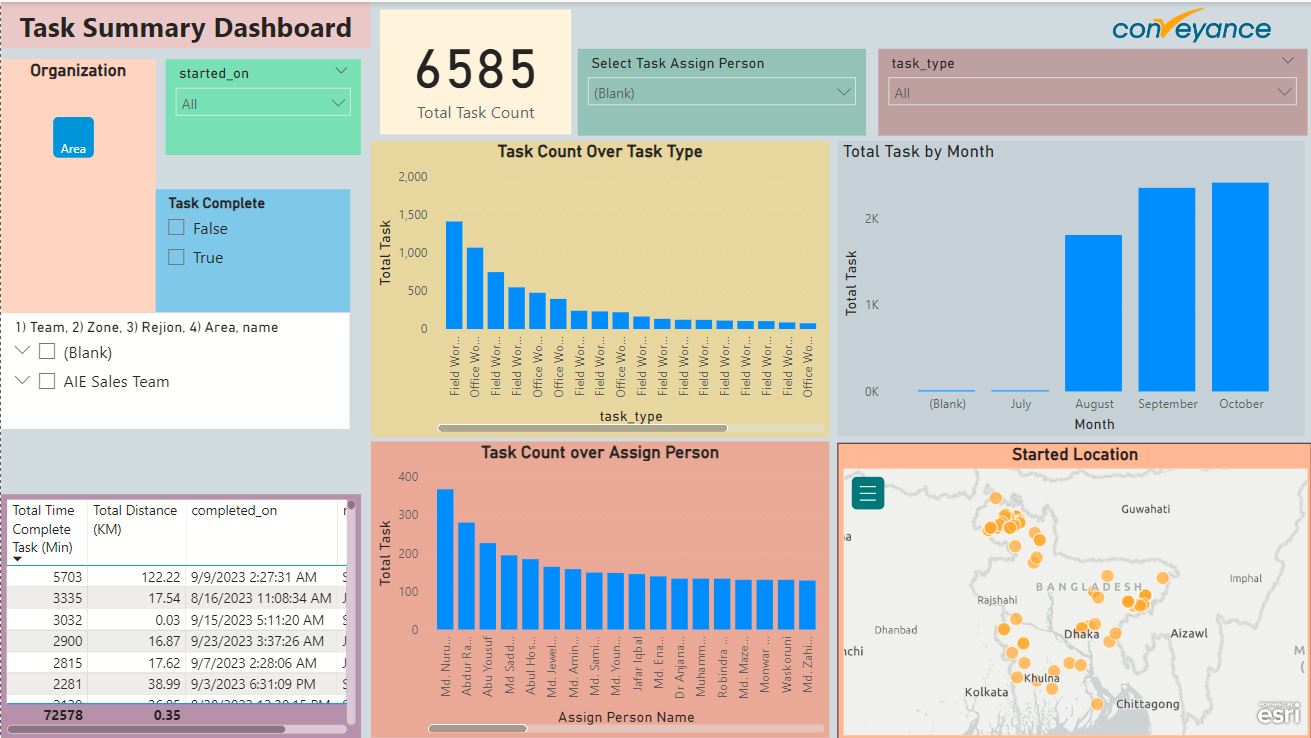 Task Summary Dashboard
conveyance
Organization
Area
started_on
All
6585
Total Task Count
Select Task Assign Person
(Blank)
task_type
All
Task Complete
False
True
1) Team, 2) Zone, 3) Rejion, 4) Area, name
(Blank)
AIE Sales Team
Task Count Over Task Type
Total Task
2,000
1,500
1,000
500
0
Field Wor...
Office Wo...
Field Wor...
Field Wor...
Office Wo...
Office Wo...
Field Wor...
Field Wor...
Office Wo...
Field Wor...
Field Wor...
Field Wor...
Field Wor...
Field Wor...
Field Wor...
Field Wor...
Field Wor...
Office Wo...
task_type
Total Task by Month
Total Task
2K
1K
0K
(Blank)
July
August
September
October
Month
Total Time Complete Task (Min)
Total Distance (KM)
completed_on
5703 122.22 9/9/2023 2:27:31 AM
3335 17.54 8/16/2023 11:08:34 AM
3032 0.03 9/15/2023 5:11:20 AM
2900 16.87 9/23/2023 3:37:26 AM
2815 17.62 9/7/2023 2:28:06 AM
2281 38.99 9/3/2023 6:31:09 PM
72578 0.35
Task Count over Assign Person
Total Task
400
300
200
100
0
Md. Nuru...
Abdur Ra...
Abu Yousuf
Md Sadd...
Abul Hos...
Md. Jewel...
Md. Amin...
Md. Sami...
Md. Youn...
Jafar Iqbal
Md. Ena...
Dr Anjana...
Muhamm...
Robindra ...
Md. Maze...
Monwar ...
Waskoruni
Md. Zahi...
Assign Person Name
Started Location
Guwahati
BANGLADESH
Imphal
Rajshahi
Dhanbad
Dhaka
Aizawl
nchi
Khulna
Kolkata
Chittagong
POWERED BY
esri